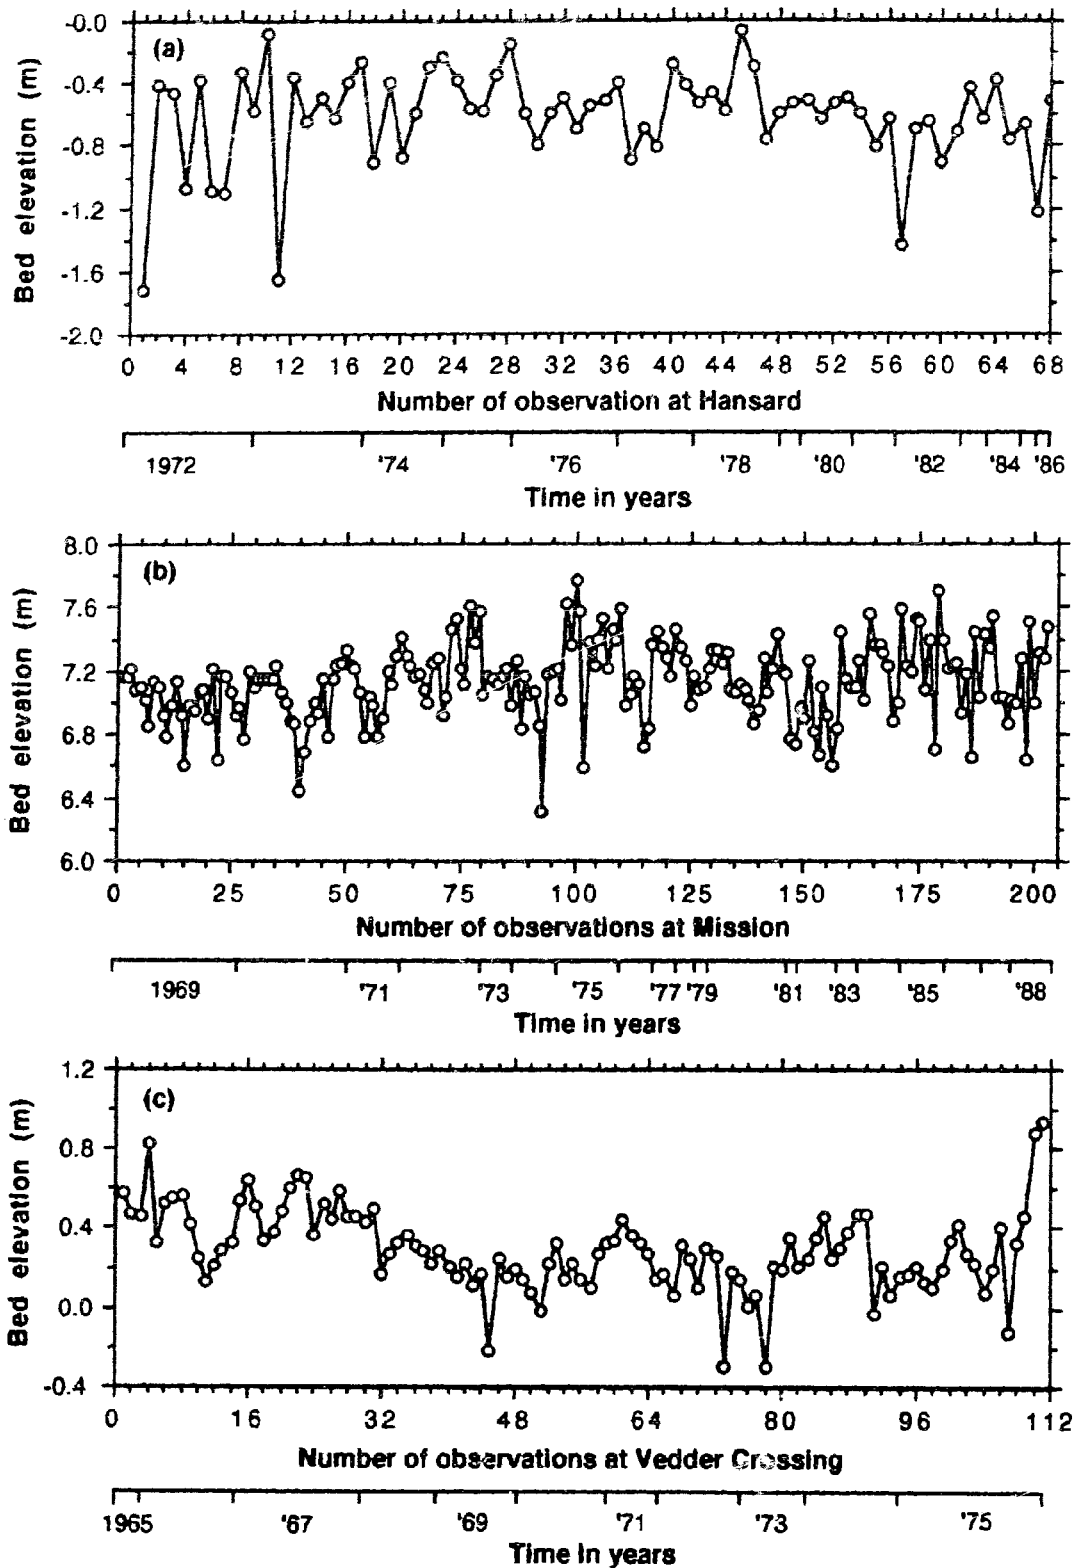 (a)
Bed elevation (m)
-0.0
-0.4
-0.8
-1.2
-1.6
-2.0
0 4 8 12 16 20 24 28 32 36 40 44 48 52 56 60 64 68
Number of observation at Hansard
1972 '74 '76 '78 '80 '82 '84 '86
Time in years
(b)
Bed elevation (m)
8.0
7.6
7.2
6.8
6.4
6.0
0 25 50 75 100 125 150 175 200
Number of observations at Mission
1969 '71 '73 '75 '77 '79 '81 '83 '85 '88
Time in years
(c)
Bed elevation (m)
1.2
0.8
0.4
0.0
-0.4
0 16 32 48 64 80 96 112
Number of observations at Vedder Crossing
1965 '67 '69 '71 '73 '75
Time in years